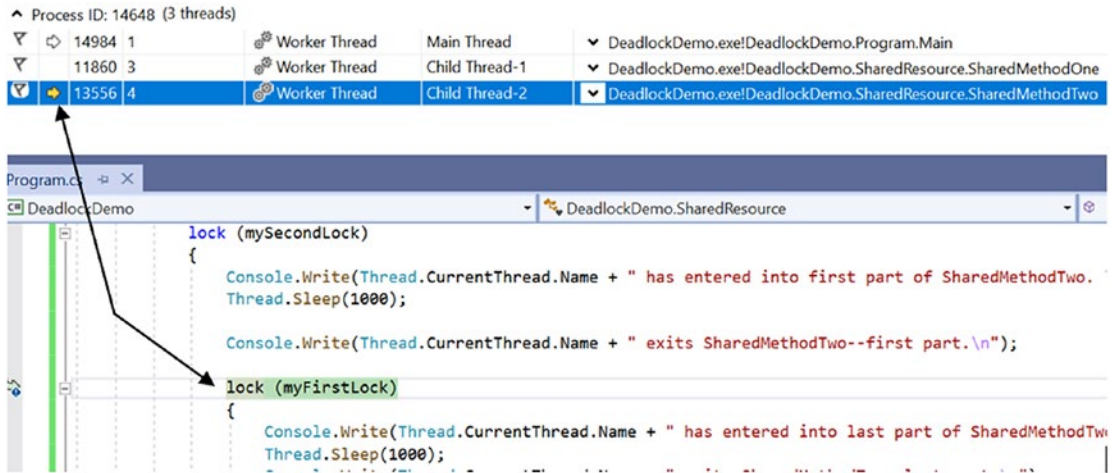 Process ID: 14648 (3 threads)
14984 1 Worker Thread Main Thread DeadlockDemo.exe!DeadlockDemo.Program.Main
11860 3 Worker Thread Child Thread-1 DeadlockDemo.exe!DeadlockDemo.SharedResource.SharedMethodOne
13556 4 Worker Thread Child Thread-2 DeadlockDemo.exe!DeadlockDemo.SharedResource.SharedMethodTwo
Program.cs
C# DeadlockDemo DeadlockDemo.SharedResource
lock (mySecondLock)
{
Console.Write(Thread.CurrentThread.Name + " has entered into first part of SharedMethodTwo.
Thread.Sleep(1000);
Console.Write(Thread.CurrentThread.Name + " exits SharedMethodTwo--first part.\n");
lock (myFirstLock)
{
Console.Write(Thread.CurrentThread.Name + " has entered into last part of SharedMethodTw
Thread.Sleep(1000);